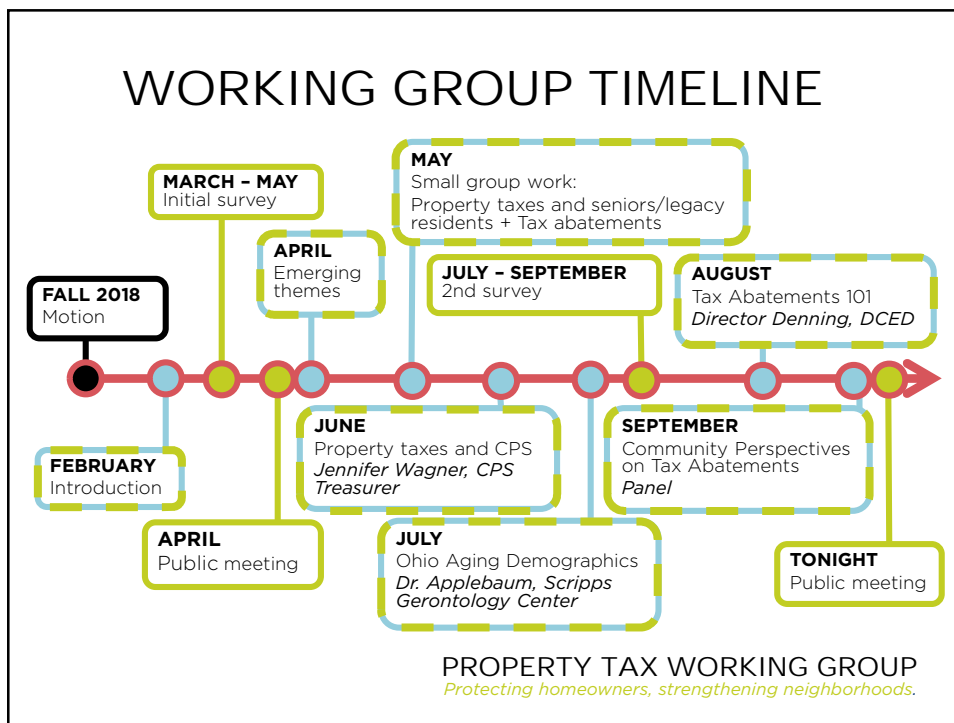 WORKING GROUP TIMELINE
FALL 2018
Motion
FEBRUARY
Introduction
MARCH – MAY
Initial survey
APRIL
Public meeting
APRIL
Emerging
themes
MAY
Small group work:
Property taxes and seniors/legacy
residents + Tax abatements
JUNE
Property taxes and CPS
Jennifer Wagner, CPS
Treasurer
JULY
Ohio Aging Demographics
Dr. Applebaum, Scripps
Gerontology Center
JULY – SEPTEMBER
2nd survey
AUGUST
Tax Abatements 101
Director Denning, DCED
SEPTEMBER
Community Perspectives
on Tax Abatements
Panel
TONIGHT
Public meeting
PROPERTY TAX WORKING GROUP
Protecting homeowners, strengthening neighborhoods.